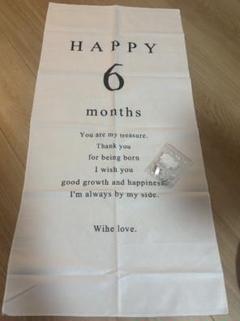 HAPPY
6
months
You are my treasure.
Thank you
for being born
I wish you
good growth and happiness.
I'm always by my side.
Wihe love.